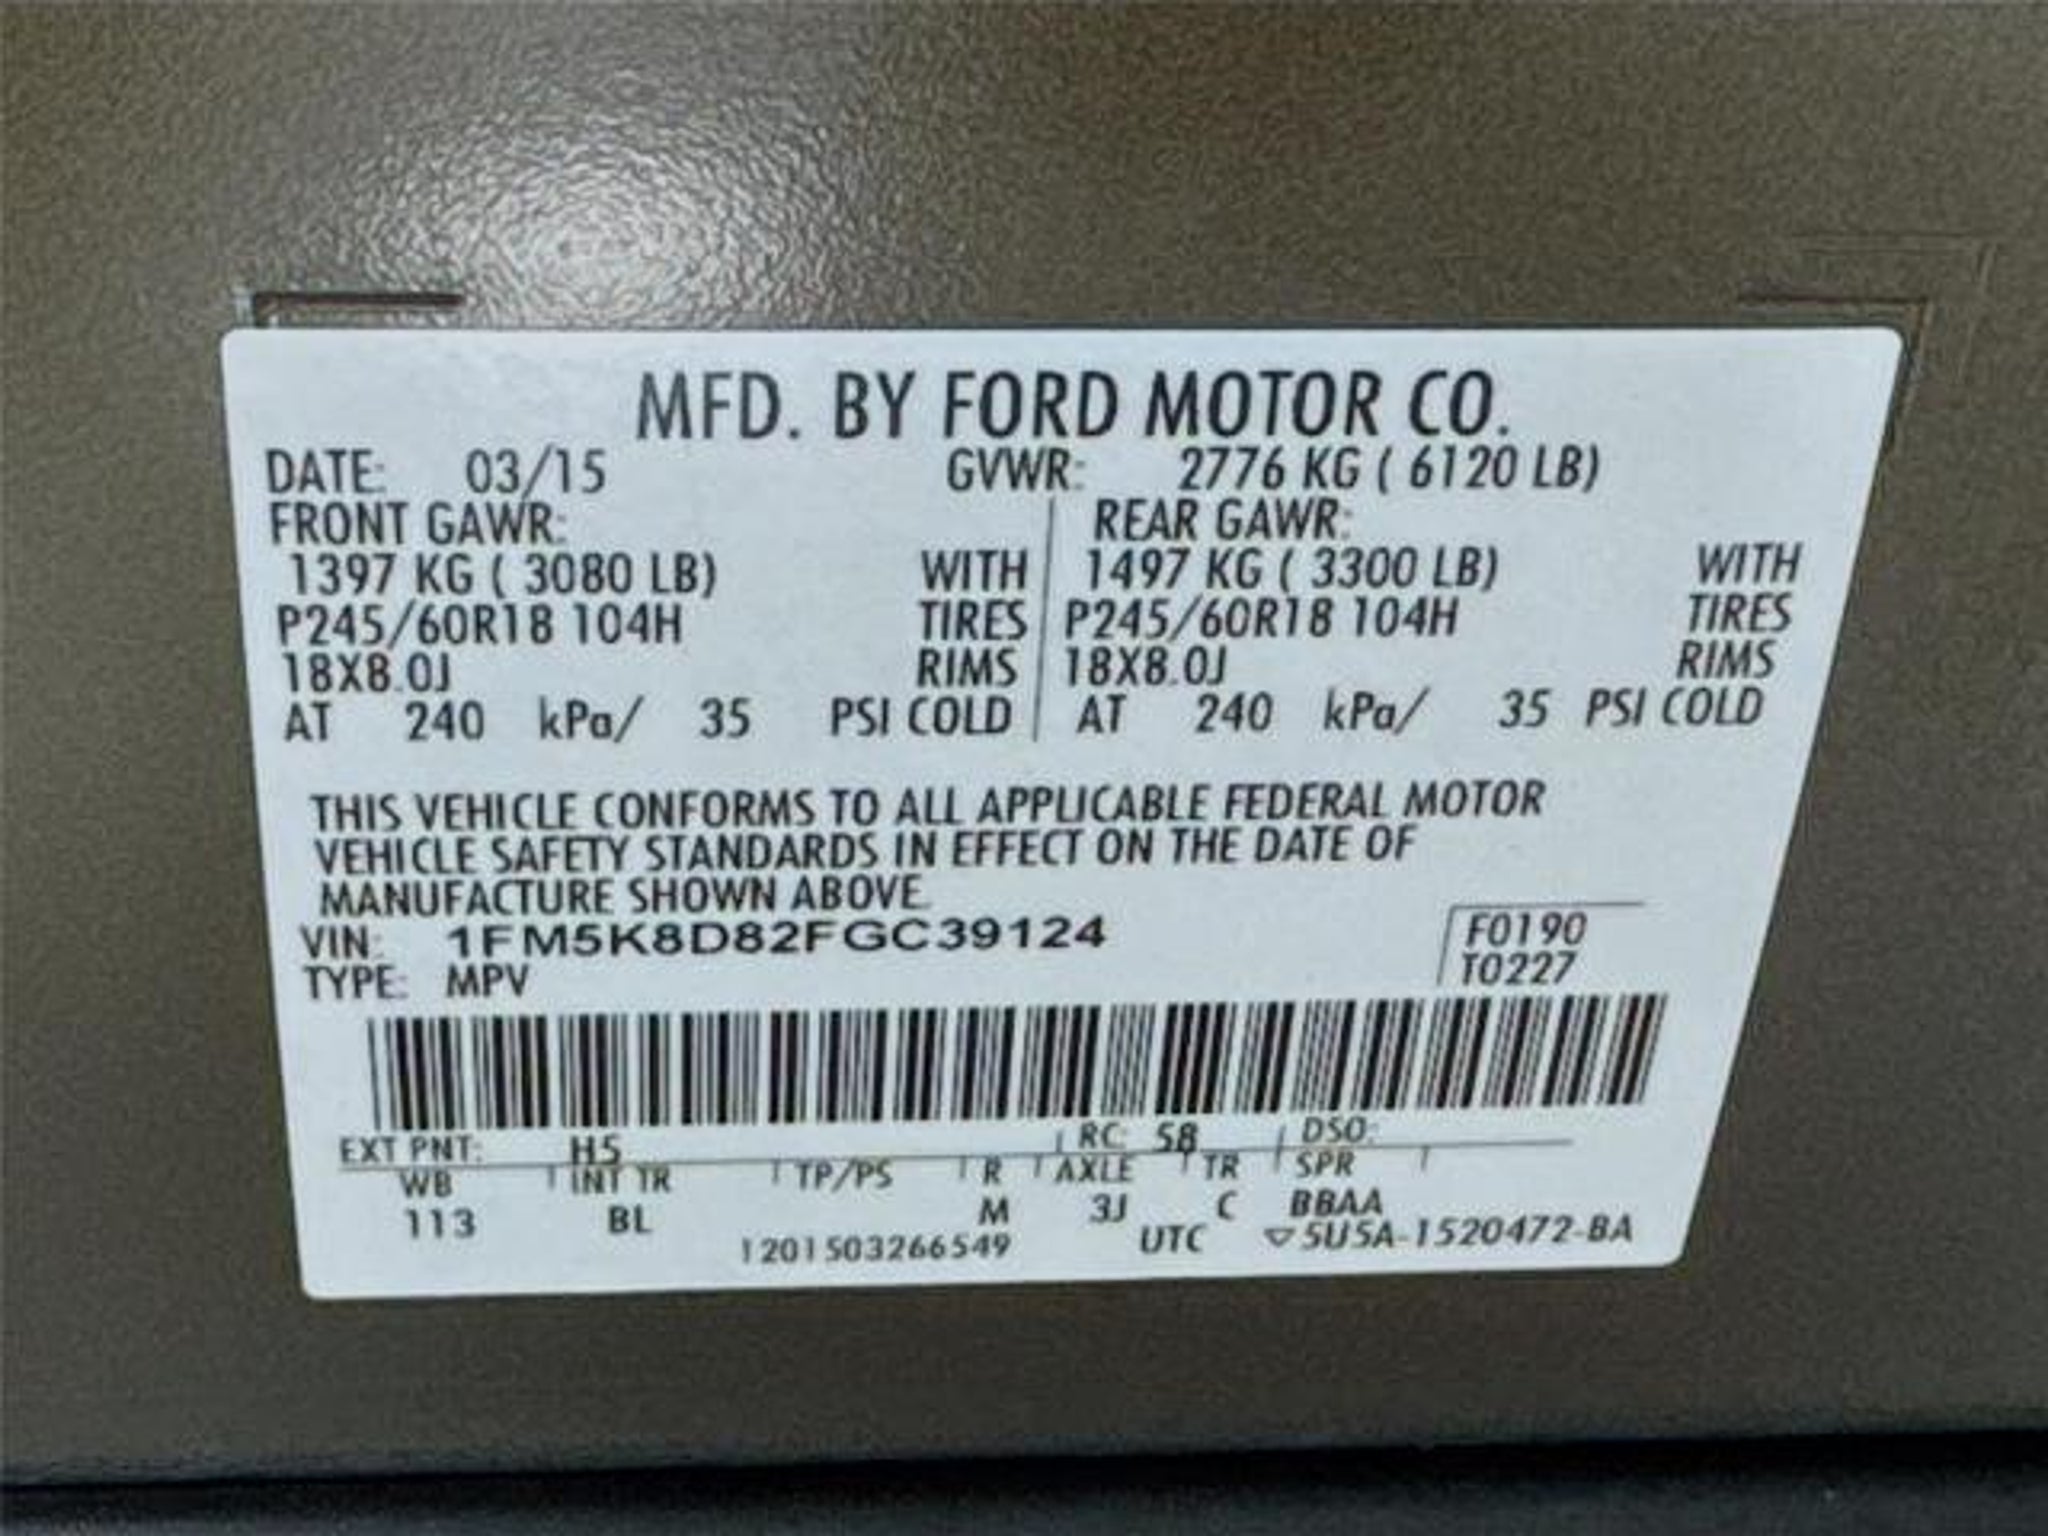 MFD. BY FORD MOTOR CO.
DATE: 03/15 GVWR: 2776 KG ( 6120 LB)
FRONT GAWR: REAR GAWR:
1397 KG ( 3080 LB) WITH 1497 KG ( 3300 LB) WITH
P245/60R18 104H TIRES P245/60R18 104H TIRES
18X8.0J RIMS 18X8.0J RIMS
AT 240 kPa/ 35 PSI COLD AT 240 kPa/ 35 PSI COLD
THIS VEHICLE CONFORMS TO ALL APPLICABLE FEDERAL MOTOR
VEHICLE SAFETY STANDARDS IN EFFECT ON THE DATE OF
MANUFACTURE SHOWN ABOVE.
VIN: 1FM5K8D82FGC39124 F0190
TYPE: MPV T0227
EXT PNT: H5 RC: 58 DSO:
WB INT TR TP/PS R AXLE TR SPR
113 BL M 3J C BBAA
1201503266549 UTC ▽5U5A-1520472-BA